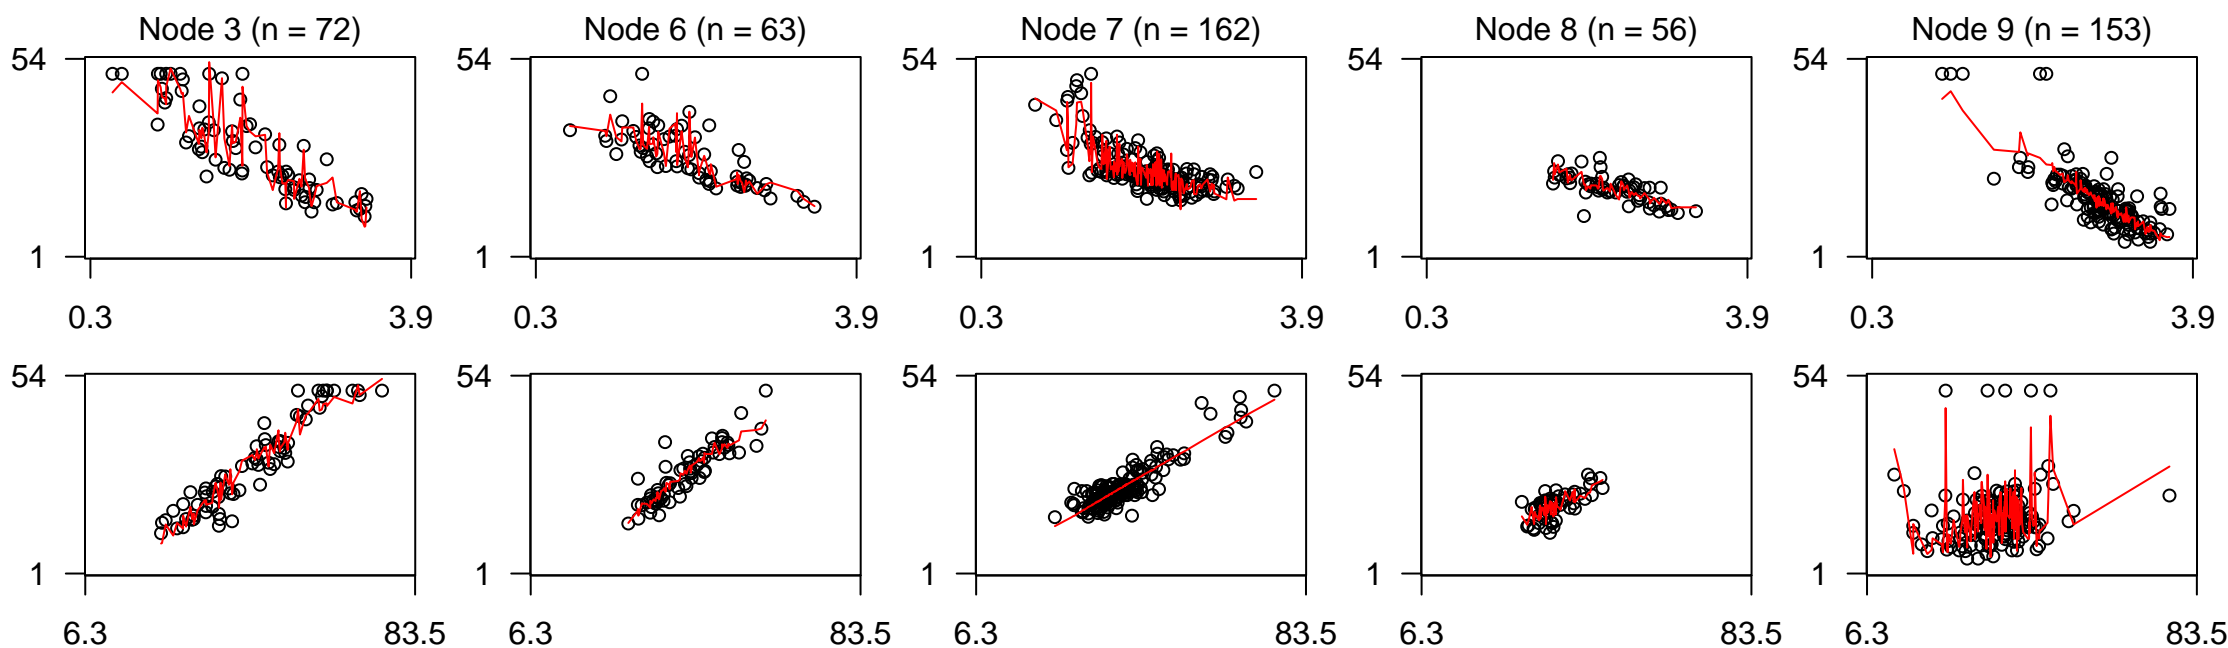 Node 3 (n = 72) Node 6 (n = 63) Node 7 (n = 162) Node 8 (n = 56) Node 9 (n = 153)
54 54 54 54 54
1 1 1 1 1
0.3 3.9 0.3 3.9 0.3 3.9 0.3 3.9 0.3 3.9
54 54 54 54 54
1 1 1 1 1
6.3 83.5 6.3 83.5 6.3 83.5 6.3 83.5 6.3 83.5